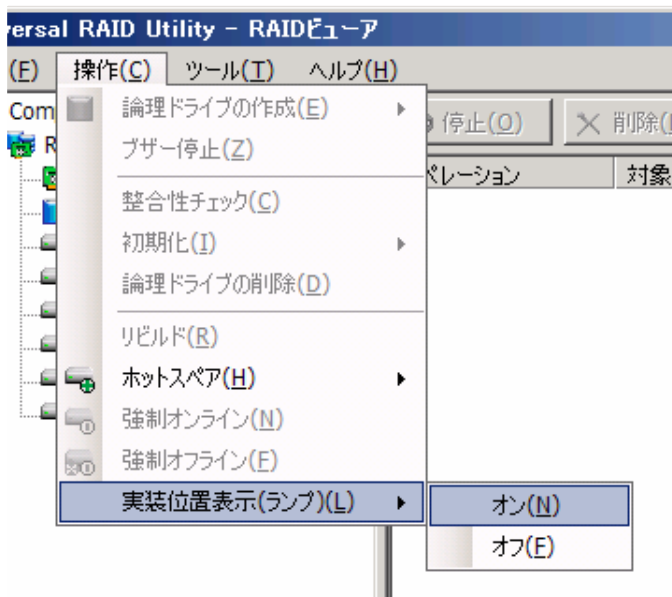 versal RAID Utility - RAIDビューア
(F) 操作(C) ツール(T) ヘルプ(H)
Com
R
論理ドライブの作成(E)
停止(O) 削除(
ブザー停止(Z)
ペレーション 対象
整合性チェック(C)
初期化(I)
論理ドライブの削除(D)
リビルド(R)
ホットスペア(H)
強制オンライン(N)
強制オフライン(F)
実装位置表示(ランプ)(L)
オン(N)
オフ(F)